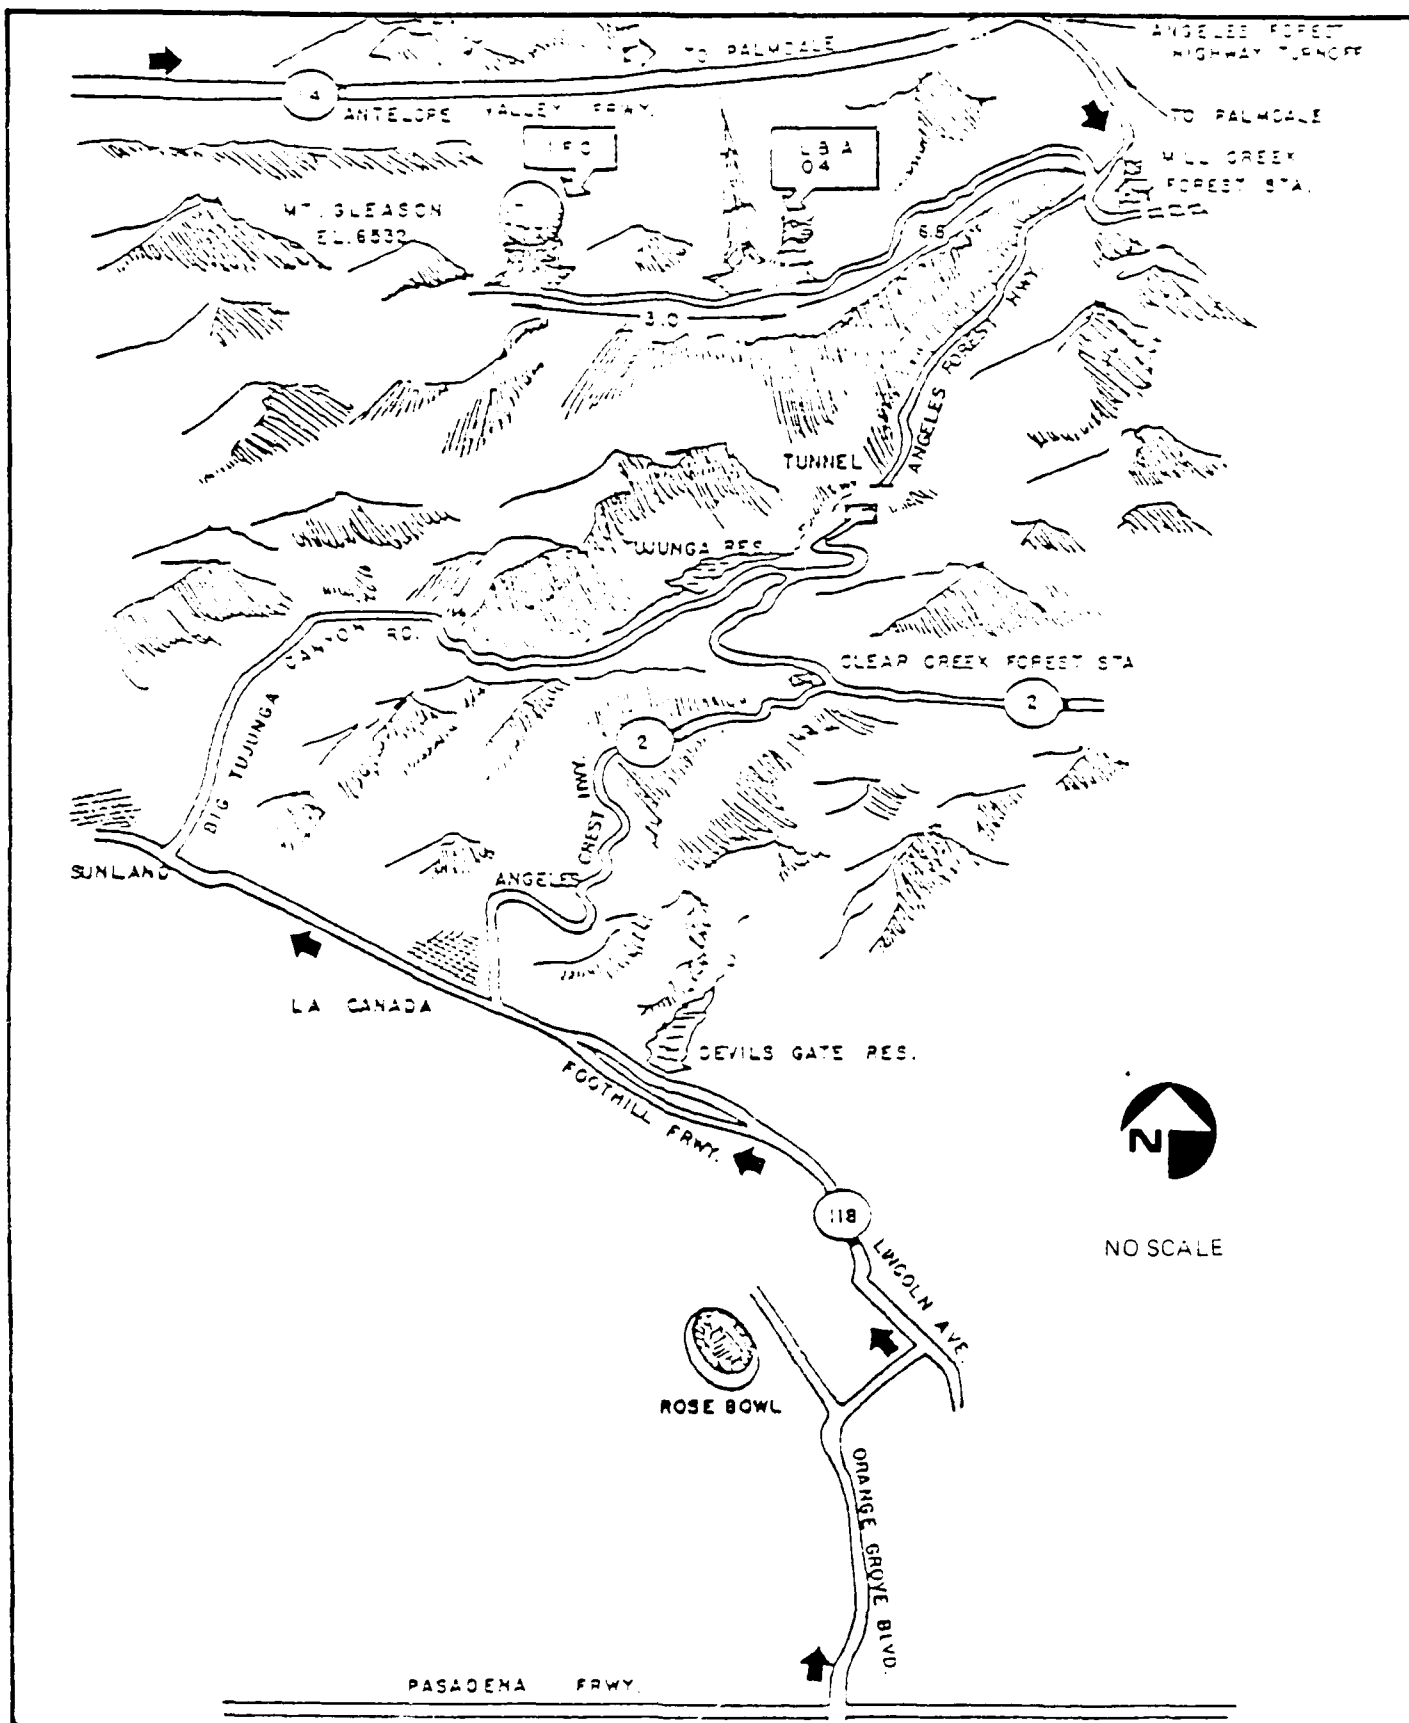 ANGELES FOREST
HIGHWAY TURNOFF
TO PALMDALE
ANTELOPE VALLEY FRWY.
TO PALMDALE
LBA
04
MILL CREEK
FOREST STA.
MT. GLEASON
EL. 6532
6.8
3.0
ANGELES FOREST HWY
TUNNEL
TUJUNGA RES.
BIG TUJUNGA CANYON RD.
CLEAR CREEK FOREST STA
2
2
ANGELES CREST HWY.
SUNLAND
LA CANADA
DEVILS GATE RES.
FOOTHILL FRWY.
N
118
NO SCALE
LINCOLN AVE.
ROSE BOWL
ORANGE GROVE BLVD.
PASADENA FRWY.